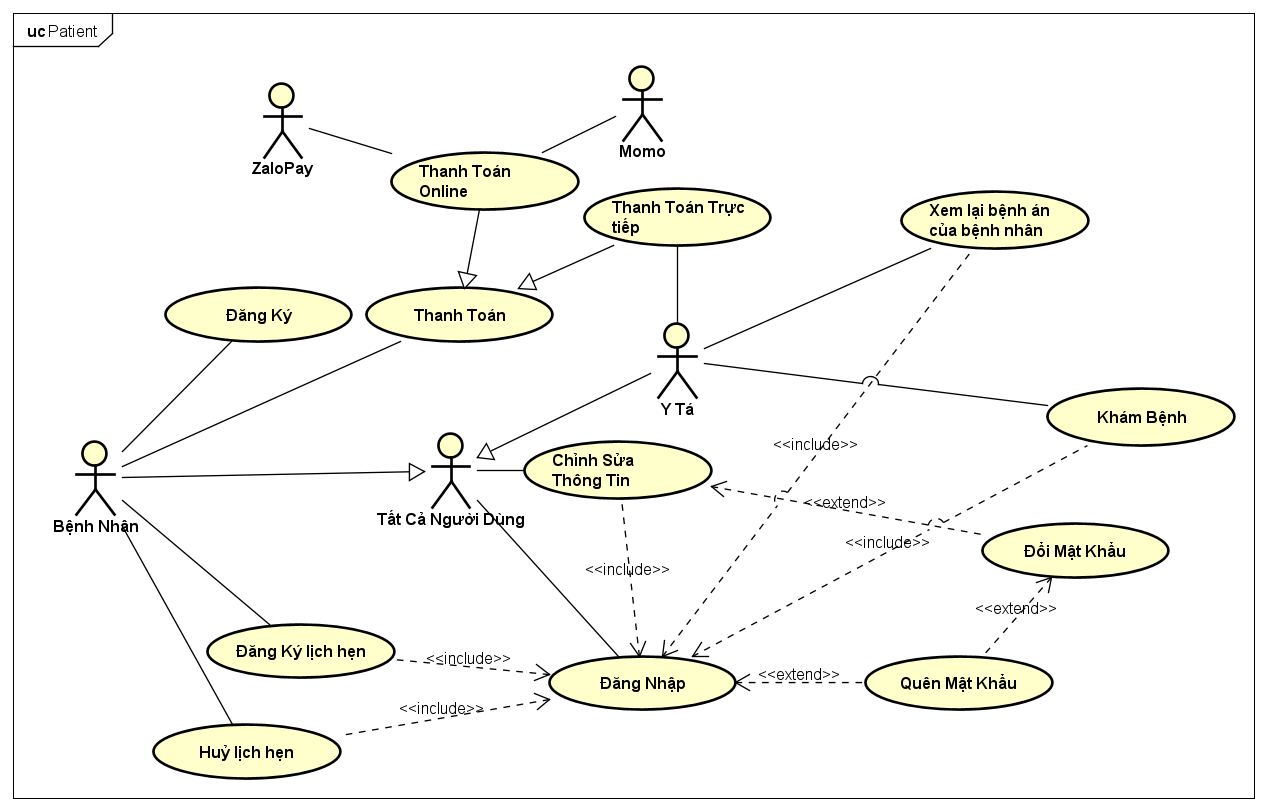 uc Patient
Momo
ZaloPay
Thanh Toán
Online
Thanh Toán Trực
tiếp
Xem lại bệnh án
của bệnh nhân
Đăng Ký
Thanh Toán
Y Tá
Khám Bệnh
<<include>>
Chỉnh Sửa
Thông Tin
<<extend>>
Bệnh Nhân
Tất Cả Người Dùng
<<include>>
Đổi Mật Khẩu
<<include>>
<<extend>>
Đăng Ký lịch hẹn
<<include>>
<<extend>>
Đăng Nhập
Quên Mật Khẩu
<<include>>
Huỷ lịch hẹn